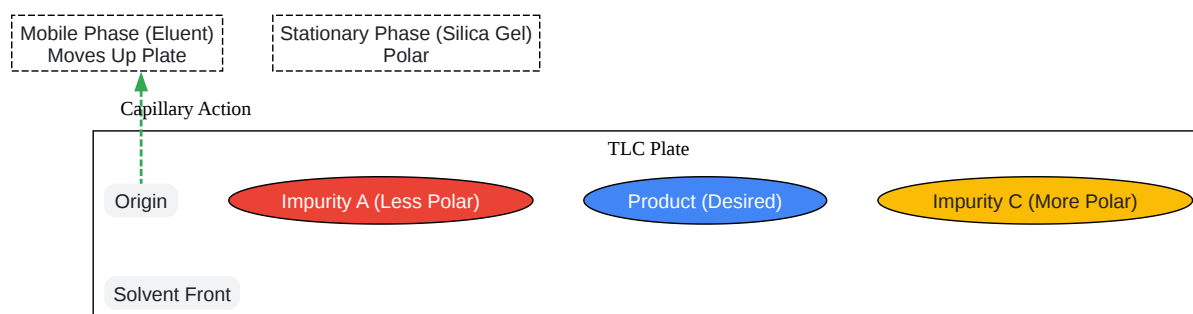 Mobile Phase (Eluent)
Moves Up Plate
Stationary Phase (Silica Gel)
Polar
Capillary Action
TLC Plate
Origin
Impurity A (Less Polar)
Product (Desired)
Impurity C (More Polar)
Solvent Front